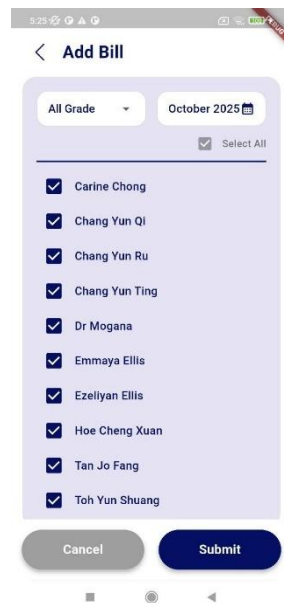 5:25
Add Bill
All Grade
October 2025
Select All
Carine Chong
Chang Yun Qi
Chang Yun Ru
Chang Yun Ting
Dr Mogana
Emmaya Ellis
Ezeliyan Ellis
Hoe Cheng Xuan
Tan Jo Fang
Toh Yun Shuang
Cancel
Submit